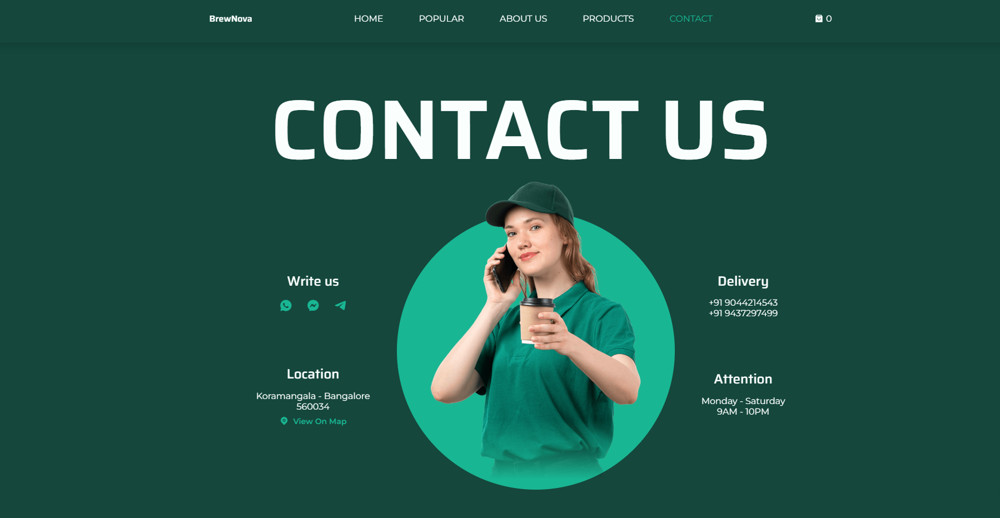 BrewNova
HOME
POPULAR
ABOUT US
PRODUCTS
CONTACT
0
CONTACT US
Write us
Location
Koramangala - Bangalore
560034
View On Map
Delivery
+91 9044214543
+91 9437297499
Attention
Monday - Saturday
9AM - 10PM